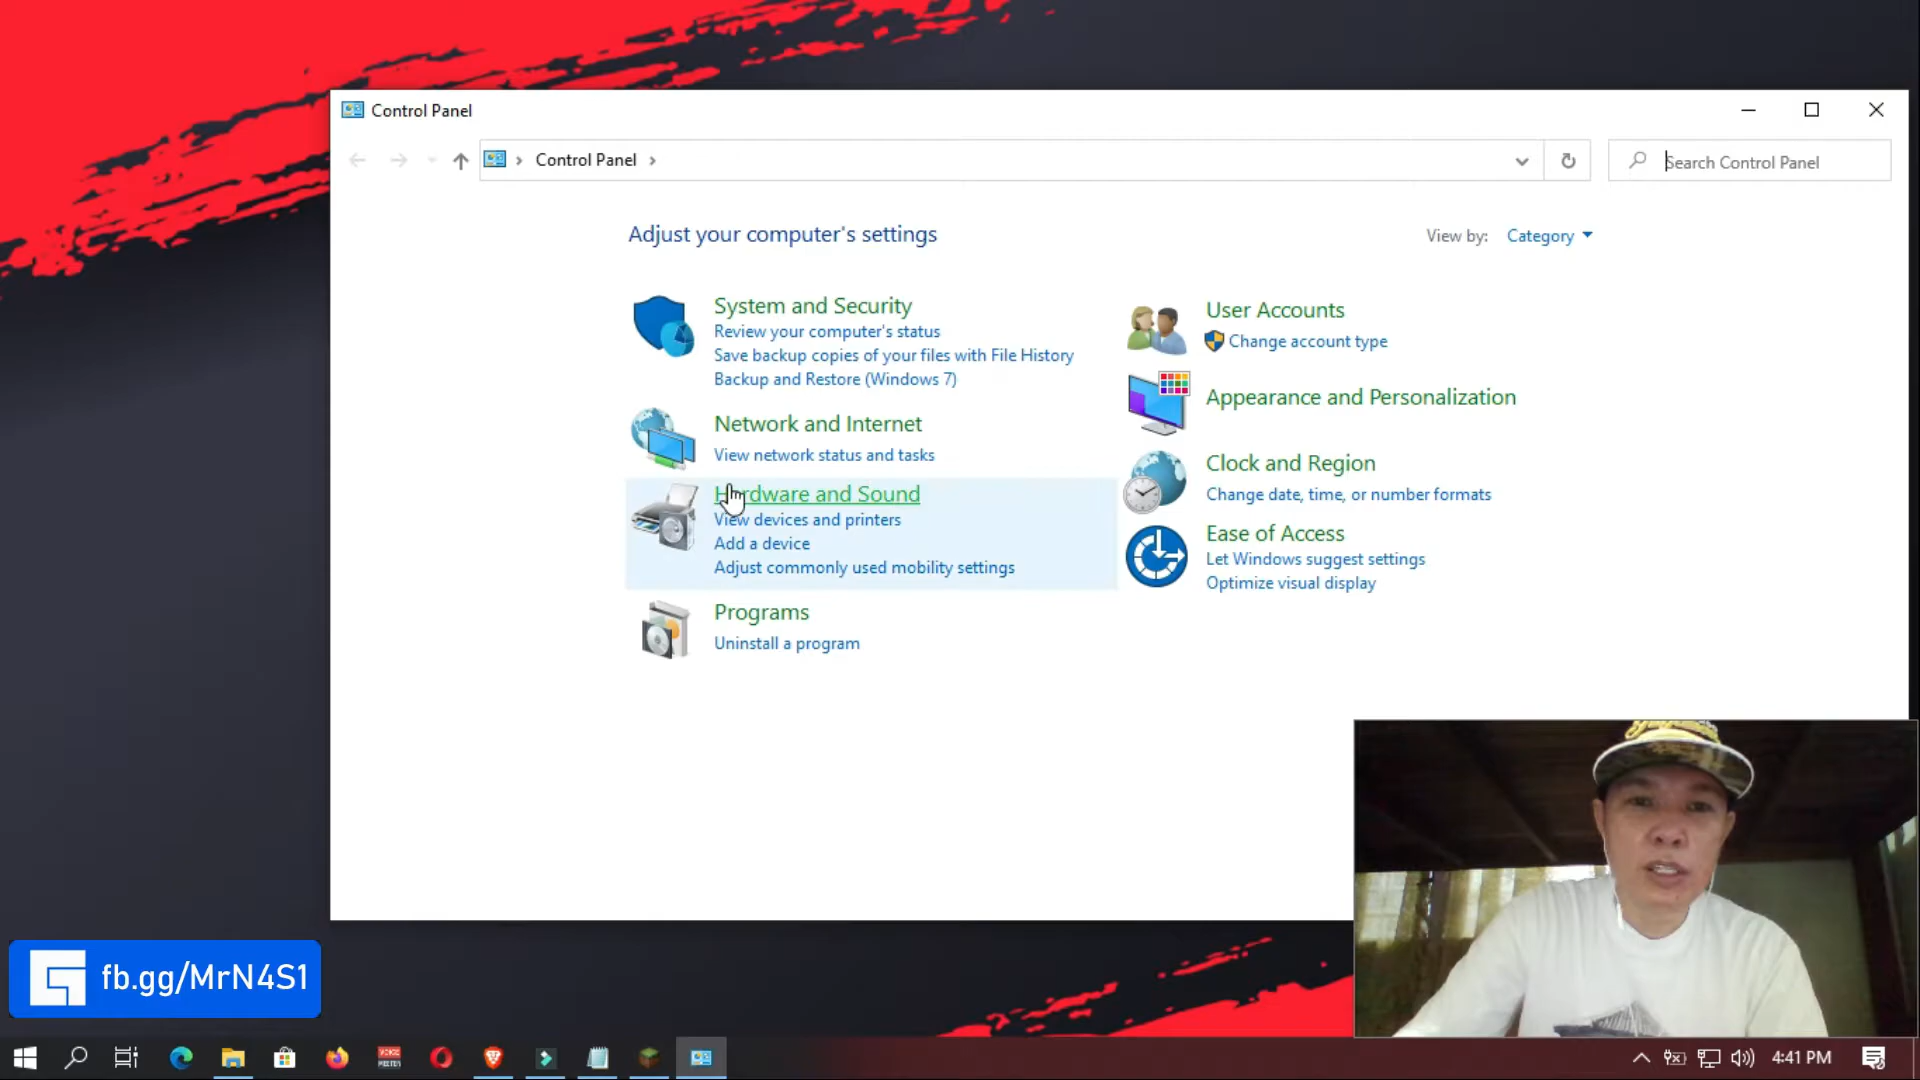 Control Panel
Control Panel
Search Control Panel
Adjust your computer's settings
View by: Category
System and Security
Review your computer's status
Save backup copies of your files with File History
Backup and Restore (Windows 7)
Network and Internet
View network status and tasks
Hardware and Sound
View devices and printers
Add a device
Adjust commonly used mobility settings
Programs
Uninstall a program
User Accounts
Change account type
Appearance and Personalization
Clock and Region
Change date, time, or number formats
Ease of Access
Let Windows suggest settings
Optimize visual display
fb.gg/MrN4S1
4:41 PM